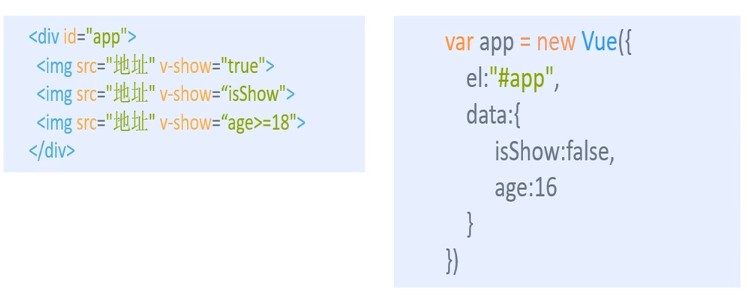 <div id="app">
<img src="地址" v-show="true">
<img src="地址" v-show=“isShow">
<img src="地址" v-show=“age>=18">
</div>
var app = new Vue({
el:"#app",
data:{
isShow:false,
age:16
}
})